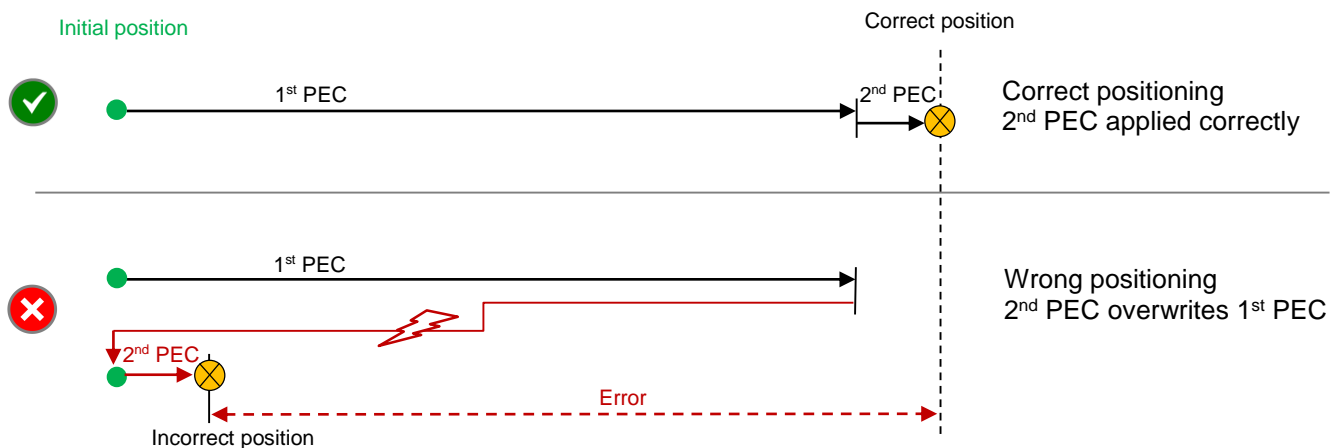 Initial position
Correct position
1st PEC
2nd PEC
Correct positioning
2nd PEC applied correctly
1st PEC
Wrong positioning
2nd PEC overwrites 1st PEC
2nd PEC
Error
Incorrect position